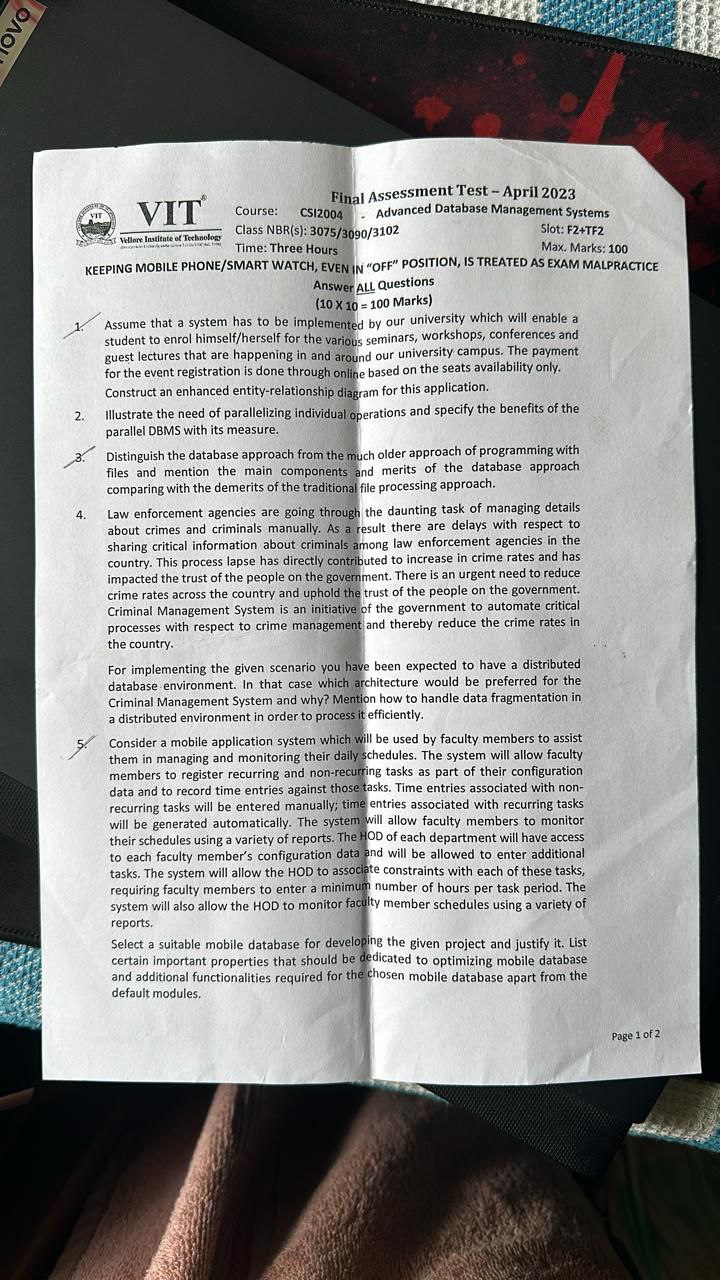 novo
Final Assessment Test – April 2023
VIT®
VIT
Vellore Institute of Technology
Course: CSI2004 - Advanced Database Management Systems
Class NBR(s): 3075/3090/3102
Slot: F2+TF2
Time: Three Hours
Max. Marks: 100
KEEPING MOBILE PHONE/SMART WATCH, EVEN IN “OFF” POSITION, IS TREATED AS EXAM MALPRACTICE
Answer ALL Questions
(10 X 10 = 100 Marks)
1. Assume that a system has to be implemented by our university which will enable a
student to enrol himself/herself for the various seminars, workshops, conferences and
guest lectures that are happening in and around our university campus. The payment
for the event registration is done through online based on the seats availability only.
Construct an enhanced entity-relationship diagram for this application.
2. Illustrate the need of parallelizing individual operations and specify the benefits of the
parallel DBMS with its measure.
3. Distinguish the database approach from the much older approach of programming with
files and mention the main components and merits of the database approach
comparing with the demerits of the traditional file processing approach.
4. Law enforcement agencies are going through the daunting task of managing details
about crimes and criminals manually. As a result there are delays with respect to
sharing critical information about criminals among law enforcement agencies in the
country. This process lapse has directly contributed to increase in crime rates and has
impacted the trust of the people on the government. There is an urgent need to reduce
crime rates across the country and uphold the trust of the people on the government.
Criminal Management System is an initiative of the government to automate critical
processes with respect to crime management and thereby reduce the crime rates in
the country.
For implementing the given scenario you have been expected to have a distributed
database environment. In that case which architecture would be preferred for the
Criminal Management System and why? Mention how to handle data fragmentation in
a distributed environment in order to process it efficiently.
5. Consider a mobile application system which will be used by faculty members to assist
them in managing and monitoring their daily schedules. The system will allow faculty
members to register recurring and non-recurring tasks as part of their configuration
data and to record time entries against those tasks. Time entries associated with non-
recurring tasks will be entered manually; time entries associated with recurring tasks
will be generated automatically. The system will allow faculty members to monitor
their schedules using a variety of reports. The HOD of each department will have access
to each faculty member’s configuration data and will be allowed to enter additional
tasks. The system will allow the HOD to associate constraints with each of these tasks,
requiring faculty members to enter a minimum number of hours per task period. The
system will also allow the HOD to monitor faculty member schedules using a variety of
reports.
Select a suitable mobile database for developing the given project and justify it. List
certain important properties that should be dedicated to optimizing mobile database
and additional functionalities required for the chosen mobile database apart from the
default modules.
Page 1 of 2